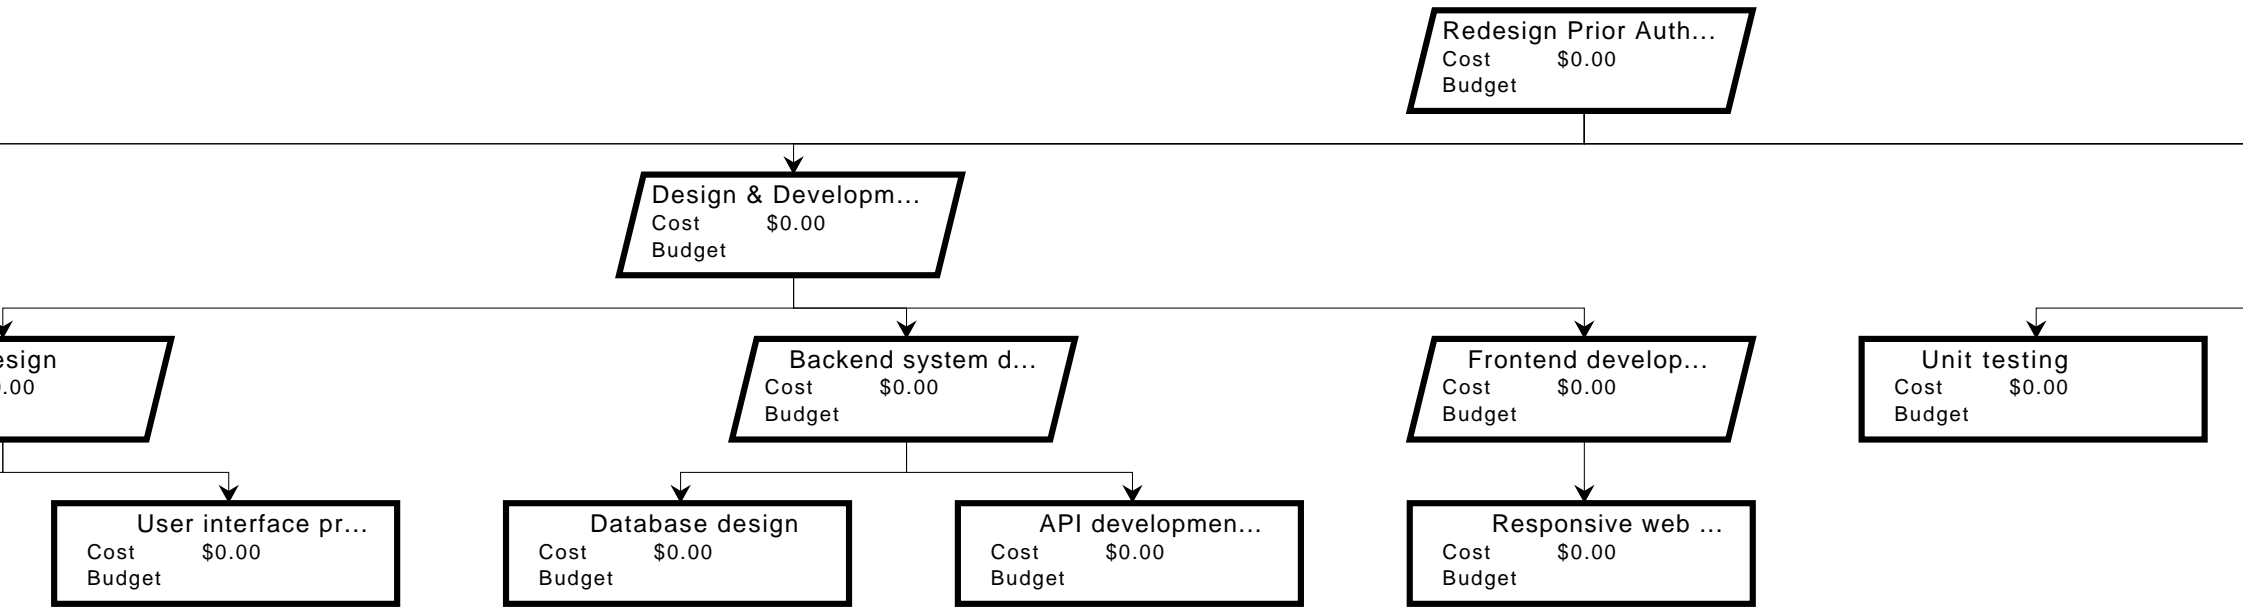 Redesign Prior Auth...
Cost $0.00
Budget
Design & Developm...
Cost $0.00
Budget
esign
.00
Backend system d...
Cost $0.00
Budget
Frontend develop...
Cost $0.00
Budget
Unit testing
Cost $0.00
Budget
User interface pr...
Cost $0.00
Budget
Database design
Cost $0.00
Budget
API developmen...
Cost $0.00
Budget
Responsive web ...
Cost $0.00
Budget